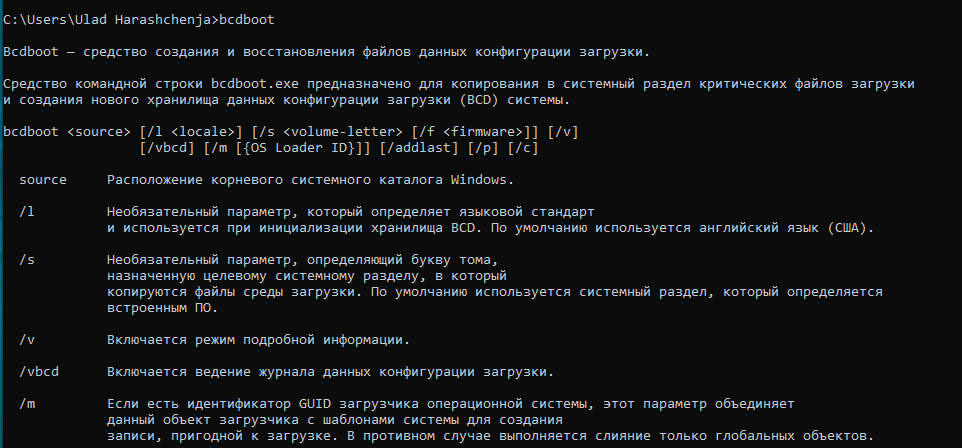 C:\Users\Ulad Harashchenja>bcdboot
Bcdboot – средство создания и восстановления файлов данных конфигурации загрузки.
Средство командной строки bcdboot.exe предназначено для копирования в системный раздел критических файлов загрузки
и создания нового хранилища данных конфигурации загрузки (BCD) системы.
bcdboot <source> [/l <locale>] [/s <volume-letter> [/f <firmware>]] [/v]
[/vbcd] [/m [{OS Loader ID}]] [/addlast] [/p] [/c]
source Расположение корневого системного каталога Windows.
/l Необязательный параметр, который определяет языковой стандарт
и используется при инициализации хранилища BCD. По умолчанию используется английский язык (США).
/s Необязательный параметр, определяющий букву тома,
назначенную целевому системному разделу, в который
копируются файлы среды загрузки. По умолчанию используется системный раздел, который определяется
встроенным ПО.
/v Включается режим подробной информации.
/vbcd Включается ведение журнала данных конфигурации загрузки.
/m Если есть идентификатор GUID загрузчика операционной системы, этот параметр объединяет
данный объект загрузчика с шаблонами системы для создания
записи, пригодной к загрузке. В противном случае выполняется слияние только глобальных объектов.